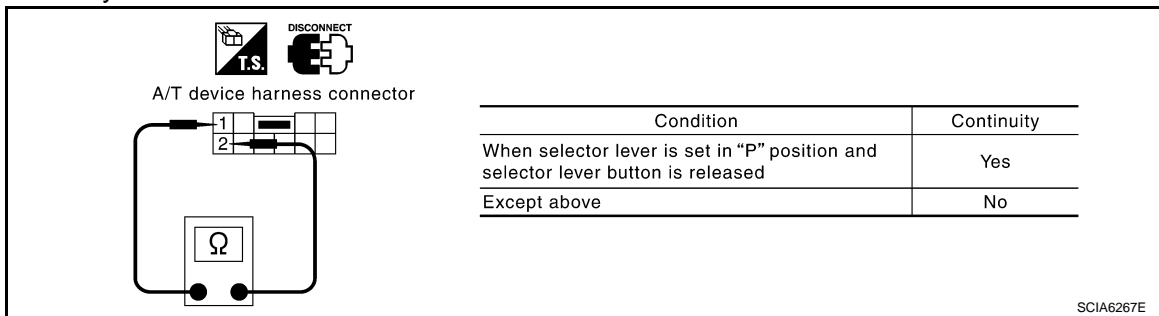 DISCONNECT
T.S.
A/T device harness connector
1
2
Ω
Condition Continuity
When selector lever is set in “P” position and
selector lever button is released Yes
Except above No
SCIA6267E